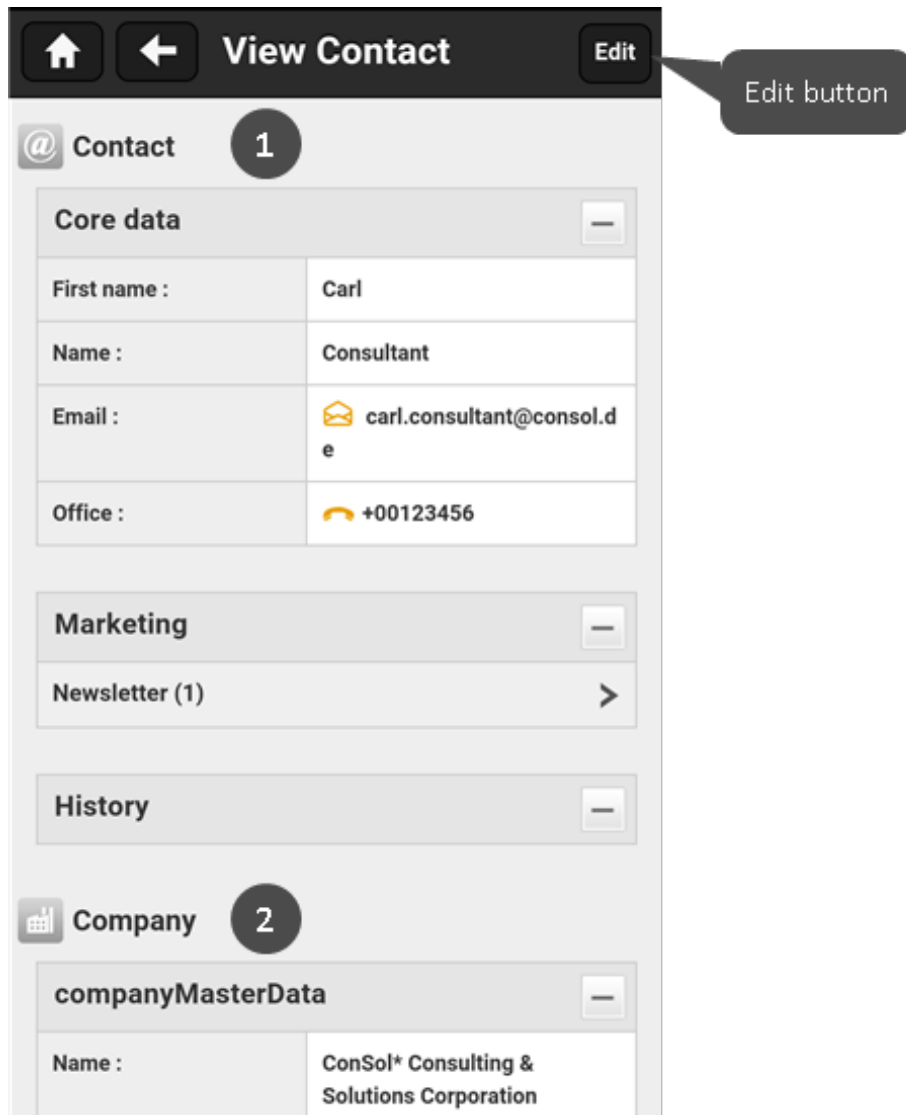 View Contact
Edit
Edit button
@ Contact
1
Core data
First name :
Carl
Name :
Consultant
Email :
carl.consultant@consol.d
e
Office :
+00123456
Marketing
Newsletter (1)
History
Company
2
companyMasterData
Name :
ConSol* Consulting &
Solutions Corporation